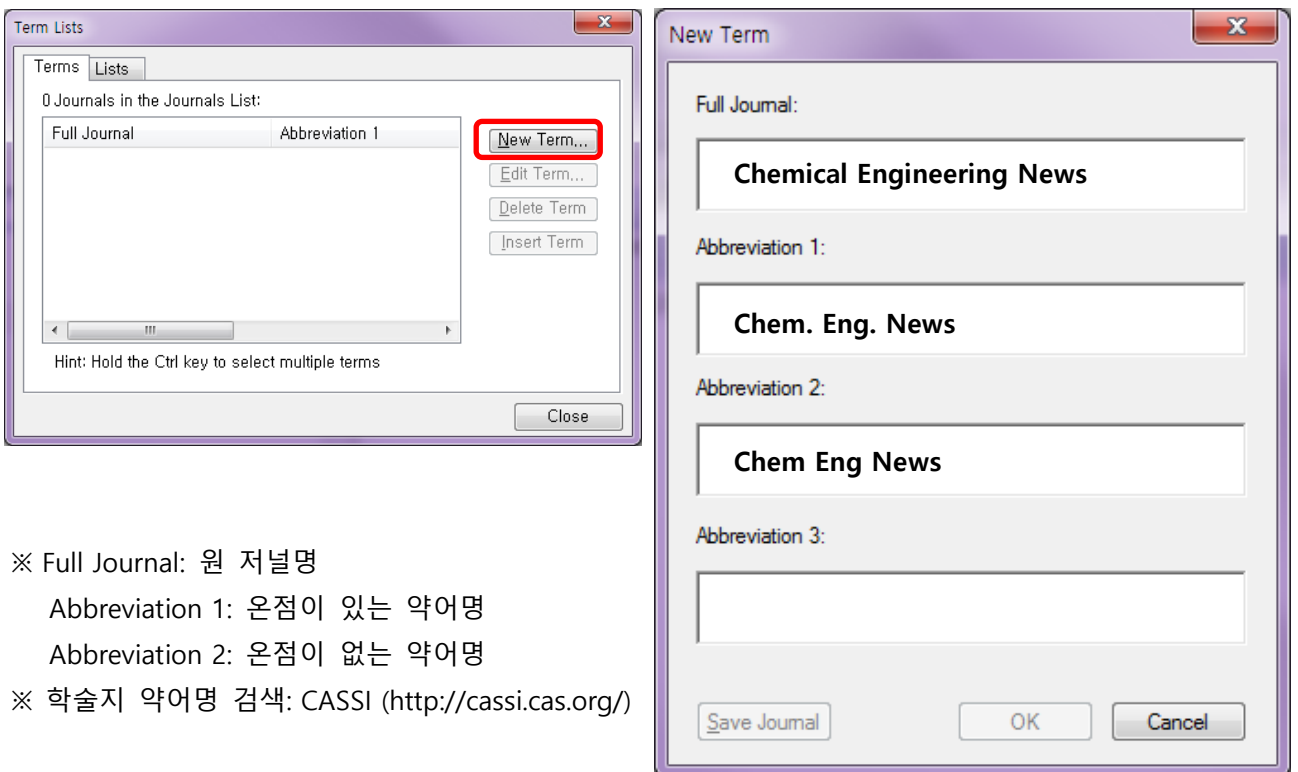 Term Lists
Terms
Lists
0 Journals in the Journals List:
Full Journal
Abbreviation 1
New Term...
Edit Term...
Delete Term
Insert Term
Hint: Hold the Ctrl key to select multiple terms
Close
※ Full Journal: 원 저널명
Abbreviation 1: 온점이 있는 약어명
Abbreviation 2: 온점이 없는 약어명
※ 학술지 약어명 검색: CASSI (http://cassi.cas.org/)
New Term
Full Journal:
Chemical Engineering News
Abbreviation 1:
Chem. Eng. News
Abbreviation 2:
Chem Eng News
Abbreviation 3:
Save Journal
OK
Cancel